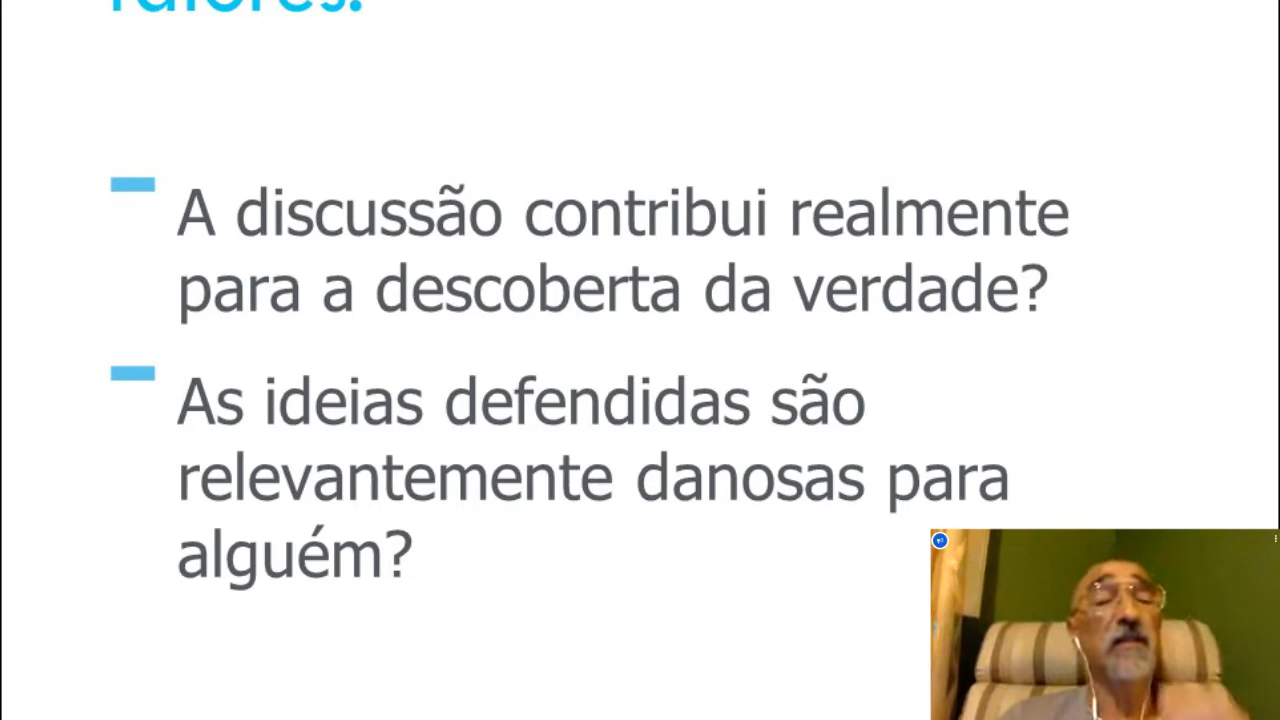 A discussão contribui realmente
para a descoberta da verdade?
As ideias defendidas são
relevantemente danosas para
alguém?